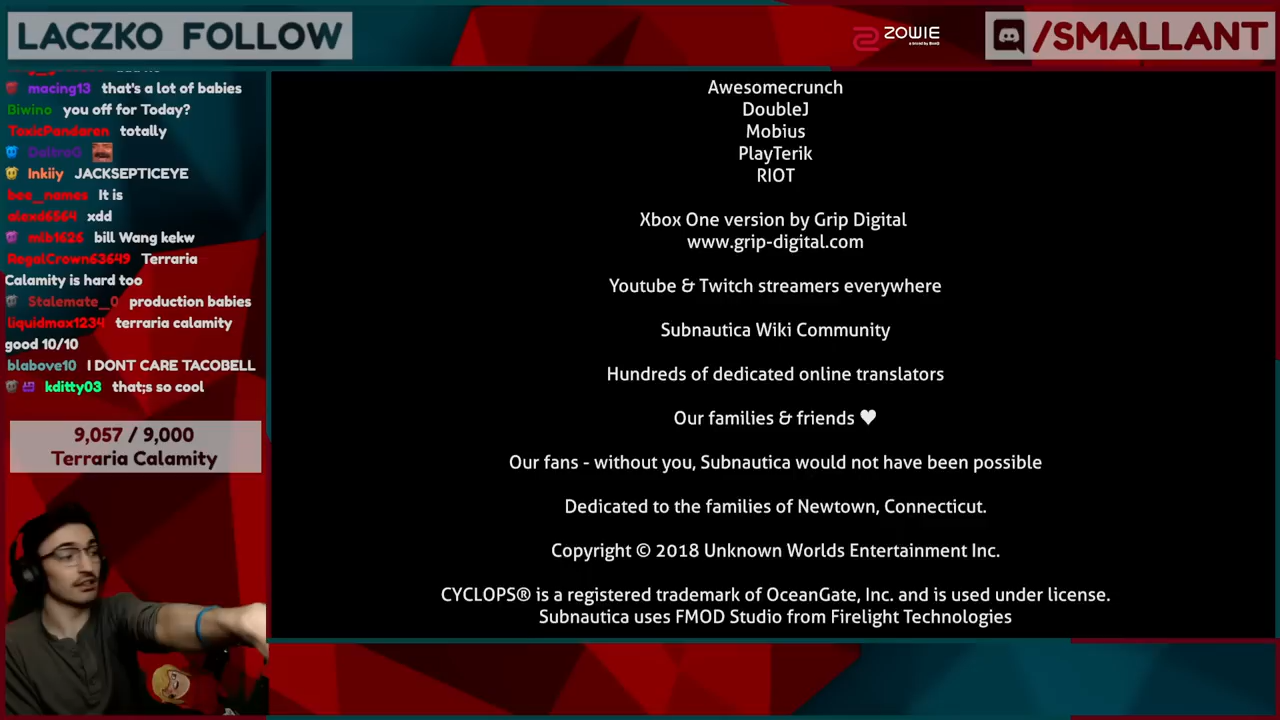 LACZKO FOLLOW
ZOWIE
/SMALLANT
macing13 that's a lot of babies
Biwino you off for Today?
ToxicPandaren totally
DaltroG
Inkiiy JACKSEPTICEYE
bee_names It is
alexd6564 xdd
mlb1626 bill Wang kekw
RegalCrown63649 Terraria
Calamity is hard too
Stalemate_0 production babies
liquidmax1234 terraria calamity
good 10/10
blabove10 I DONT CARE TACOBELL
kditty03 that;s so cool
9,057 / 9,000
Terraria Calamity
Awesomecrunch
DoubleJ
Mobius
PlayTerik
RIOT
Xbox One version by Grip Digital
www.grip-digital.com
Youtube & Twitch streamers everywhere
Subnautica Wiki Community
Hundreds of dedicated online translators
Our families & friends ♥
Our fans - without you, Subnautica would not have been possible
Dedicated to the families of Newtown, Connecticut.
Copyright © 2018 Unknown Worlds Entertainment Inc.
CYCLOPS® is a registered trademark of OceanGate, Inc. and is used under license.
Subnautica uses FMOD Studio from Firelight Technologies